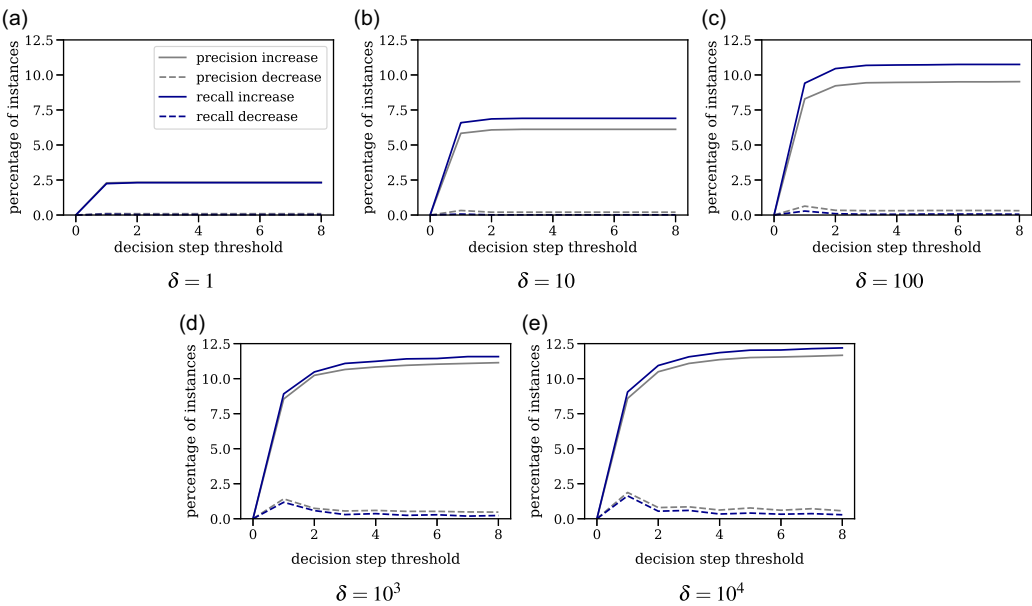 (a)
percentage of instances
12.5
10.0
7.5
5.0
2.5
0.0
precision increase
precision decrease
recall increase
recall decrease
0 2 4 6 8
decision step threshold
δ = 1
(b)
percentage of instances
12.5
10.0
7.5
5.0
2.5
0.0
0 2 4 6 8
decision step threshold
δ = 10
(c)
percentage of instances
12.5
10.0
7.5
5.0
2.5
0.0
0 2 4 6 8
decision step threshold
δ = 100
(d)
percentage of instances
12.5
10.0
7.5
5.0
2.5
0.0
0 2 4 6 8
decision step threshold
δ = 10³
(e)
percentage of instances
12.5
10.0
7.5
5.0
2.5
0.0
0 2 4 6 8
decision step threshold
δ = 10⁴